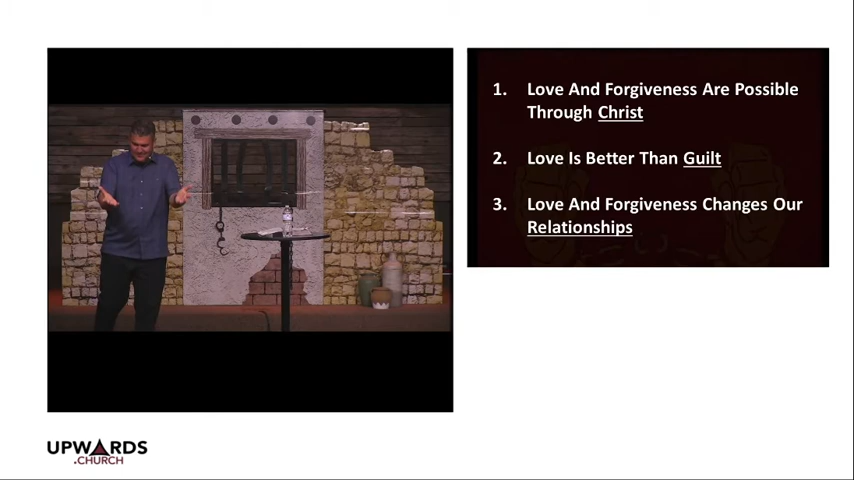 1. Love And Forgiveness Are Possible
Through Christ
2. Love Is Better Than Guilt
3. Love And Forgiveness Changes Our
Relationships
UPWARDS
.CHURCH